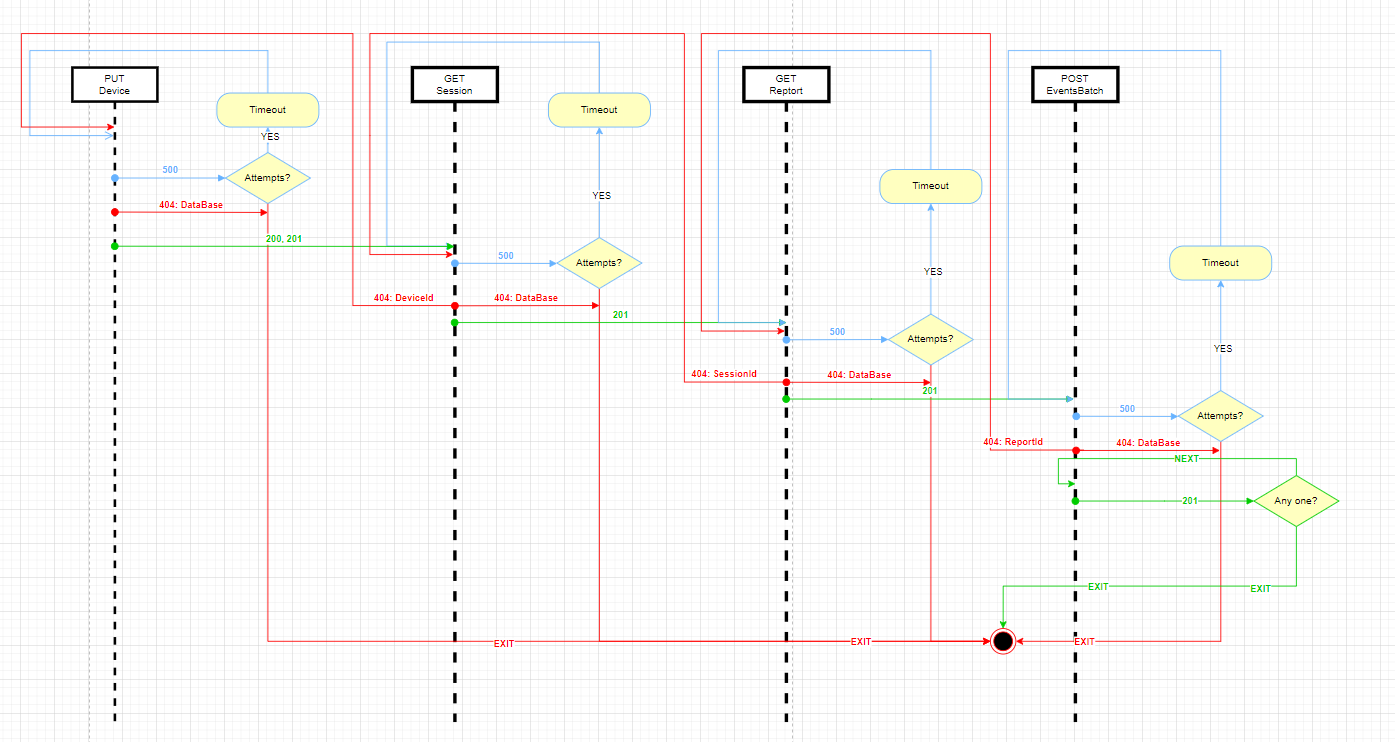 PUT
Device
GET
Session
GET
Reptort
POST
EventsBatch
Timeout
YES
500
Attempts?
404: DataBase
200, 201
Timeout
YES
500
Attempts?
404: DeviceId
404: DataBase
201
Timeout
YES
500
Attempts?
404: SessionId
404: DataBase
201
Timeout
YES
500
Attempts?
404: ReportId
404: DataBase
NEXT
201
Any one?
EXIT
EXIT
EXIT
EXIT
EXIT